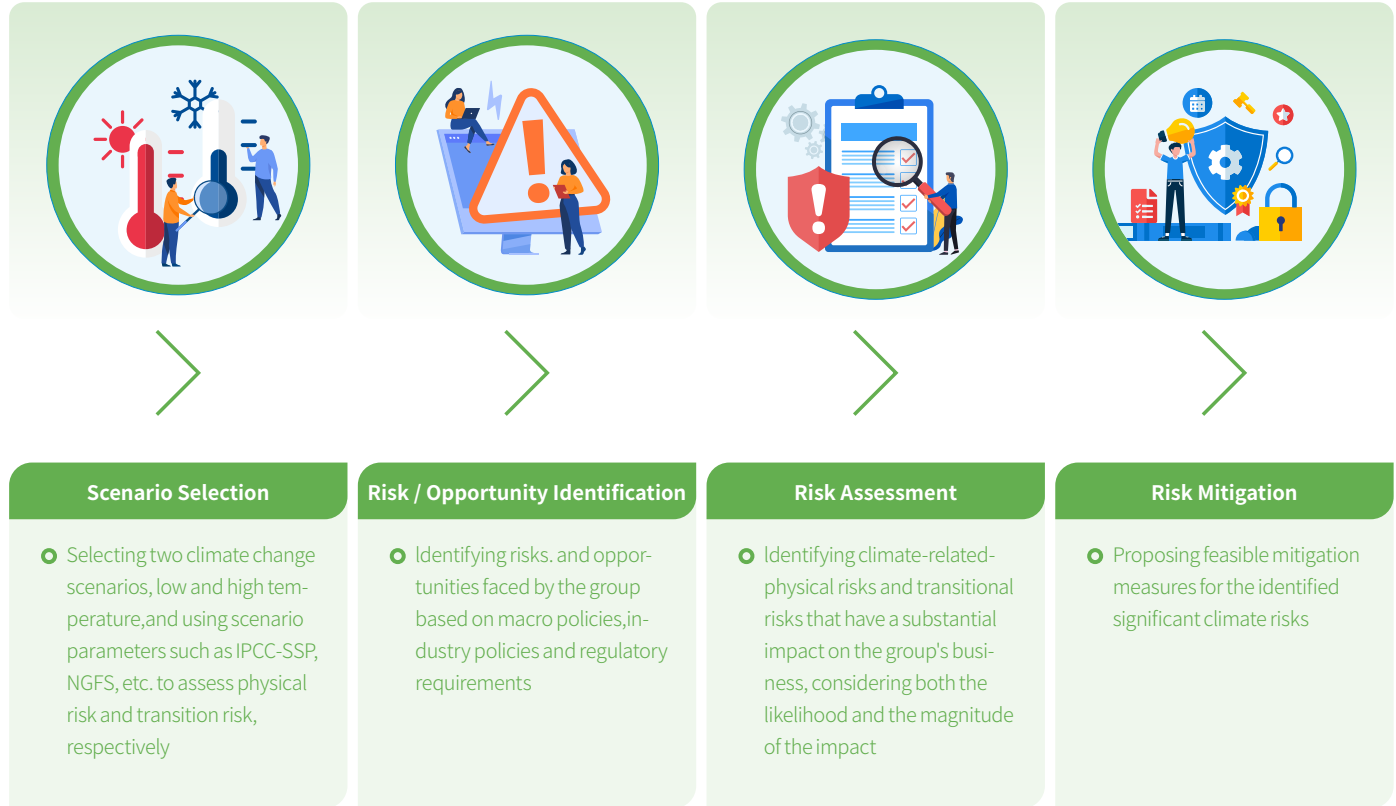 Scenario Selection
Selecting two climate change
scenarios, low and high tem-
perature,and using scenario
parameters such as IPCC-SSP,
NGFS, etc. to assess physical
risk and transition risk,
respectively
Risk / Opportunity Identification
Identifying risks. and oppor-
tunities faced by the group
based on macro policies,in-
dustry policies and regulatory
requirements
Risk Assessment
Identifying climate-related-
physical risks and transitional
risks that have a substantial
impact on the group's busi-
ness, considering both the
likelihood and the magnitude
of the impact
Risk Mitigation
Proposing feasible mitigation
measures for the identified
significant climate risks